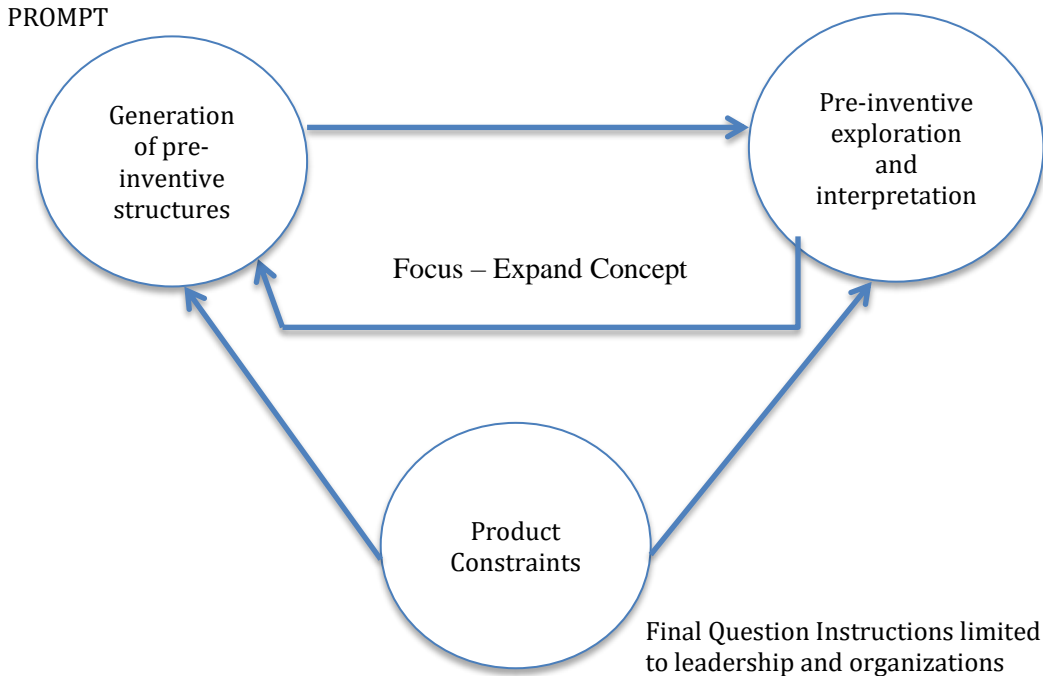 PROMPT
Generation
of pre-
inventive
structures
Pre-inventive
exploration
and
interpretation
Focus – Expand Concept
Product
Constraints
Final Question Instructions limited
to leadership and organizations